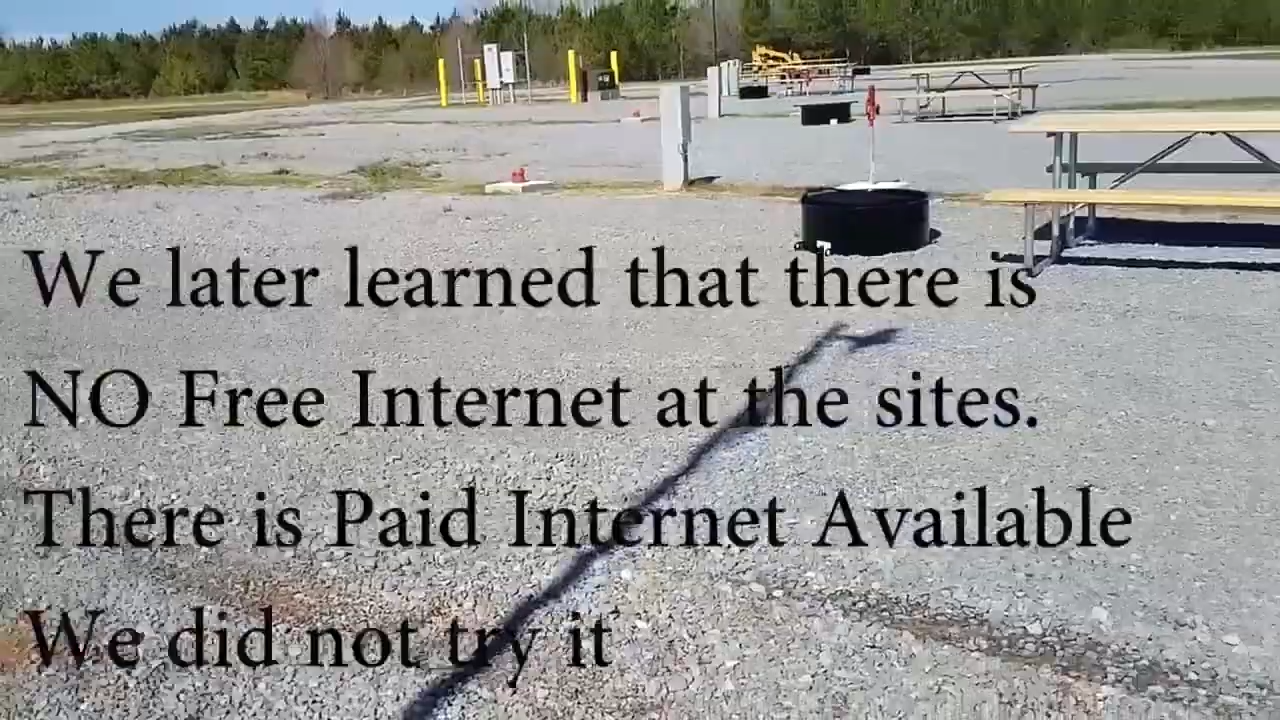 We later learned that there is
NO Free Internet at the sites.
There is Paid Internet Available
We did not try it